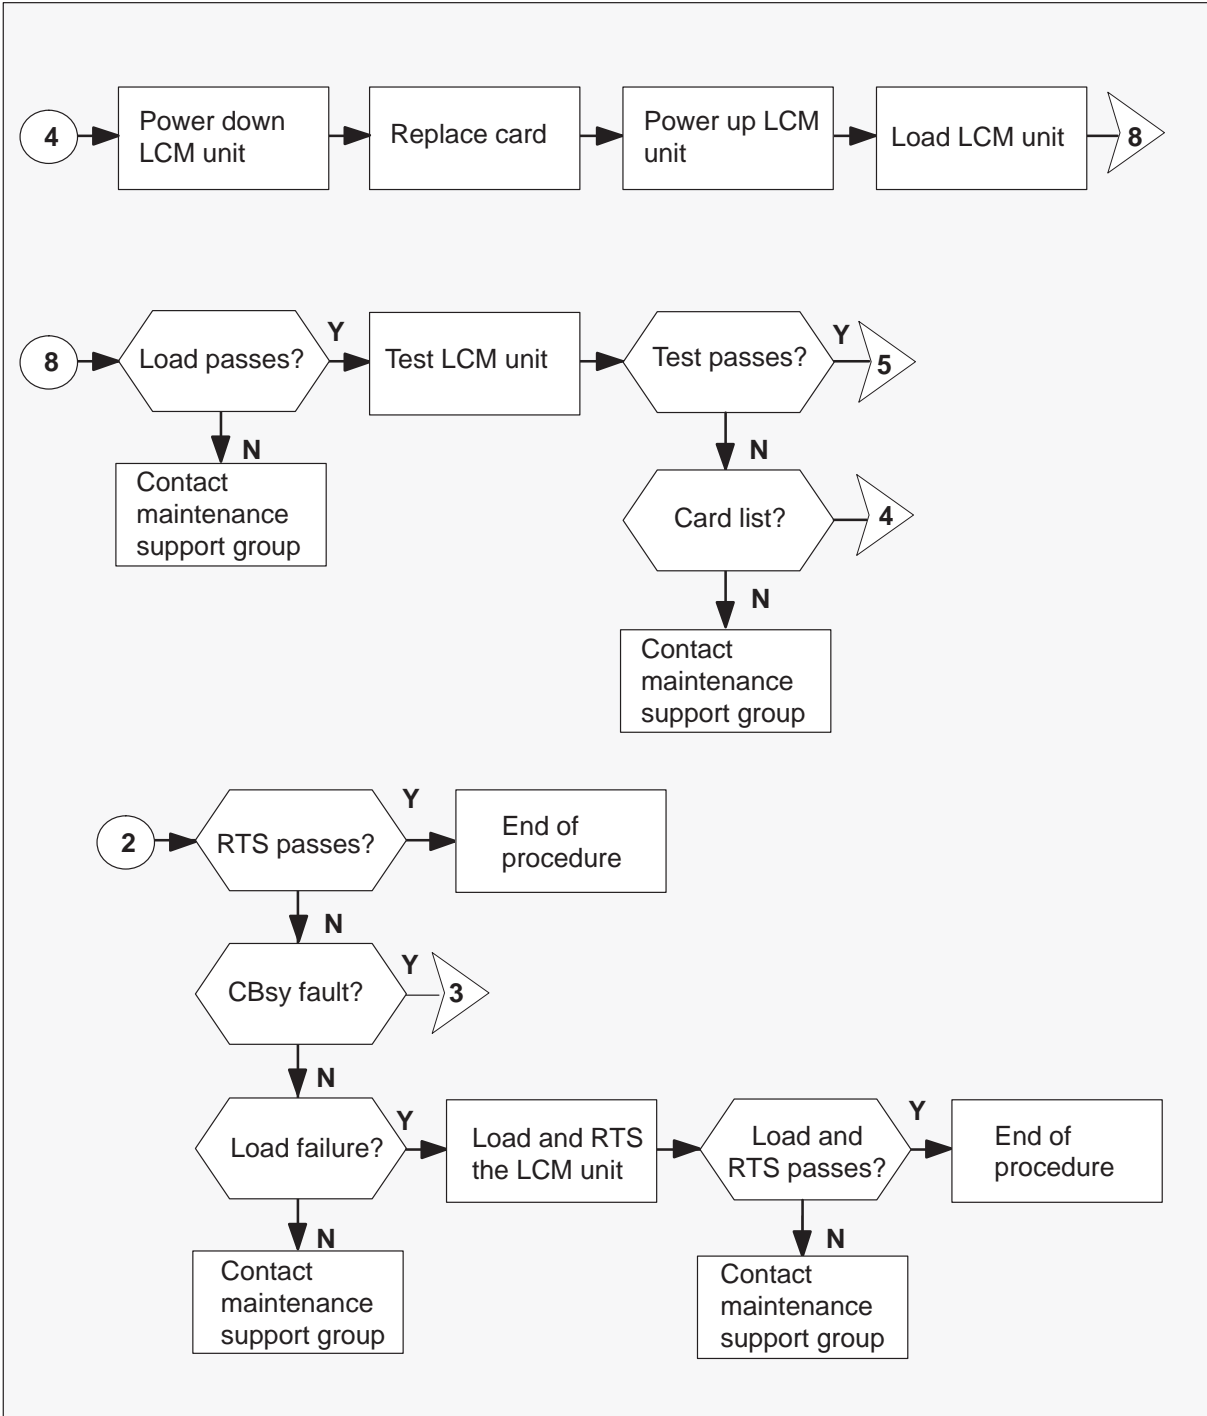 4
Power down
LCM unit
Replace card
Power up LCM
unit
Load LCM unit
8
8
Load passes?
Y
Test LCM unit
Test passes?
Y
5
N
Contact
maintenance
support group
N
Card list?
4
N
Contact
maintenance
support group
2
RTS passes?
Y
End of
procedure
N
CBsy fault?
Y
3
N
Load failure?
Y
Load and RTS
the LCM unit
Load and
RTS passes?
Y
End of
procedure
N
Contact
maintenance
support group
N
Contact
maintenance
support group